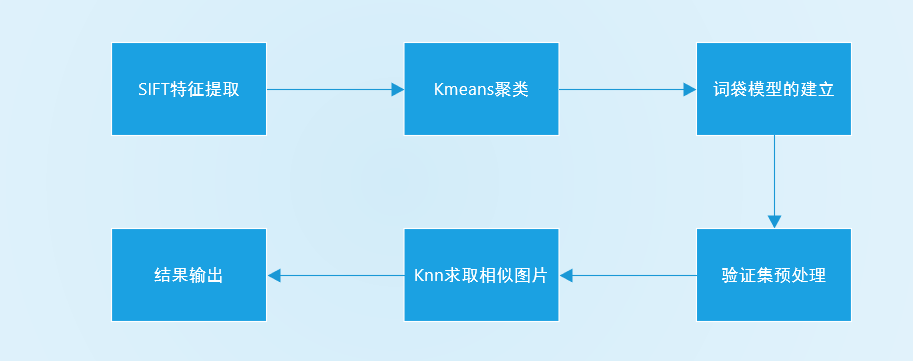 SIFT特征提取
Kmeans聚类
词袋模型的建立
验证集预处理
Knn求取相似图片
结果输出